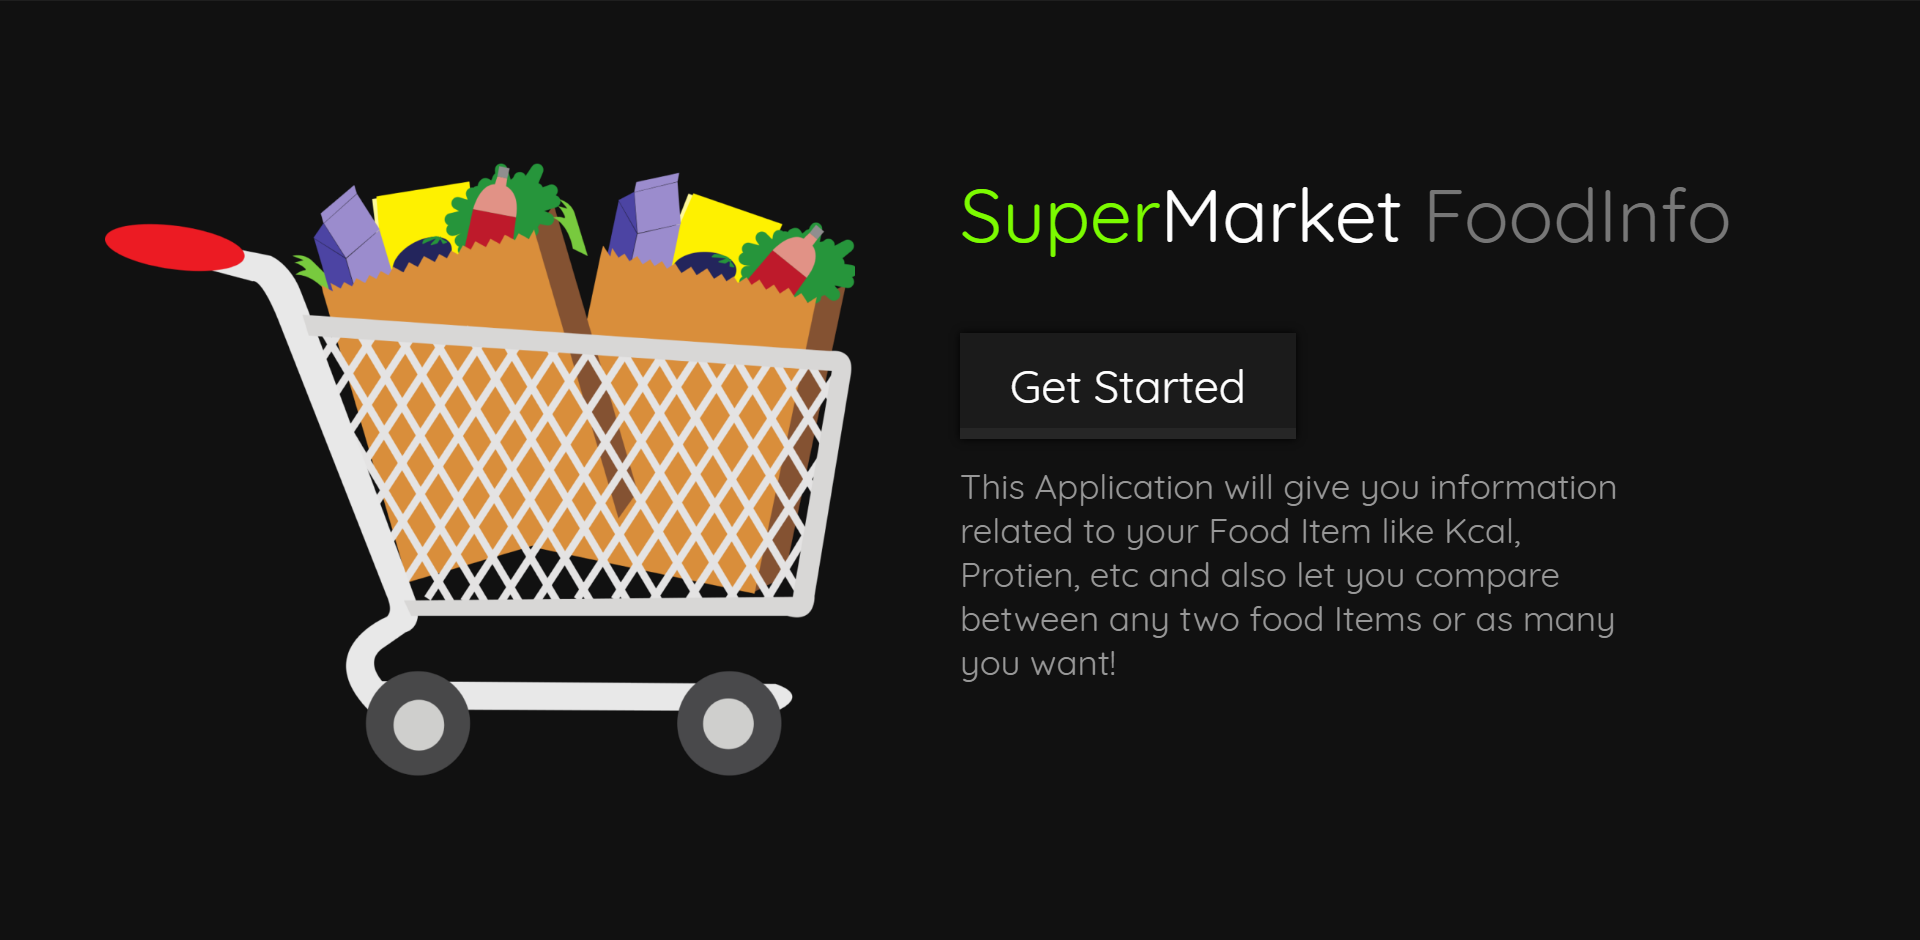 SuperMarket FoodInfo
Get Started
This Application will give you information
related to your Food Item like Kcal,
Protien, etc and also let you compare
between any two food Items or as many
you want!